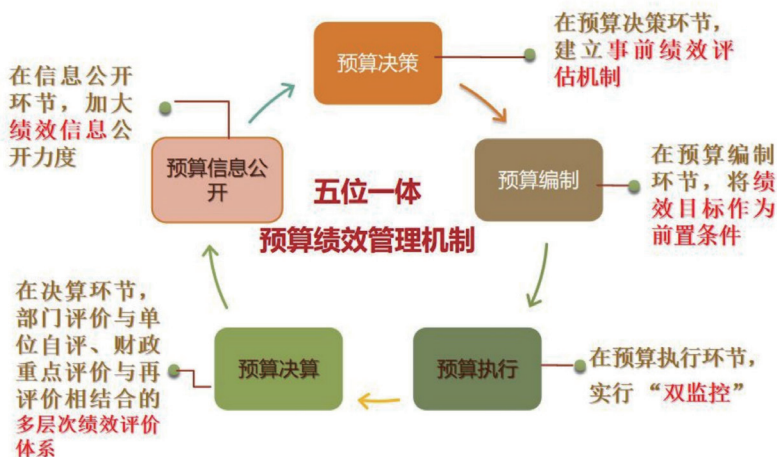 预算决策
在预算决策环节，
建立事前绩效评
估机制
预算编制
在预算编制
环节，将绩
效目标作为
前置条件
预算执行
在预算执行环节，
实行“双监控”
预算决算
在决算环节，
部门评价与单
位自评、财政
重点评价与再
评价相结合的
多层次绩效评价
体系
预算信息公
开
在信息公开
环节，加大
绩效信息公
开力度
五位一体
预算绩效管理机制